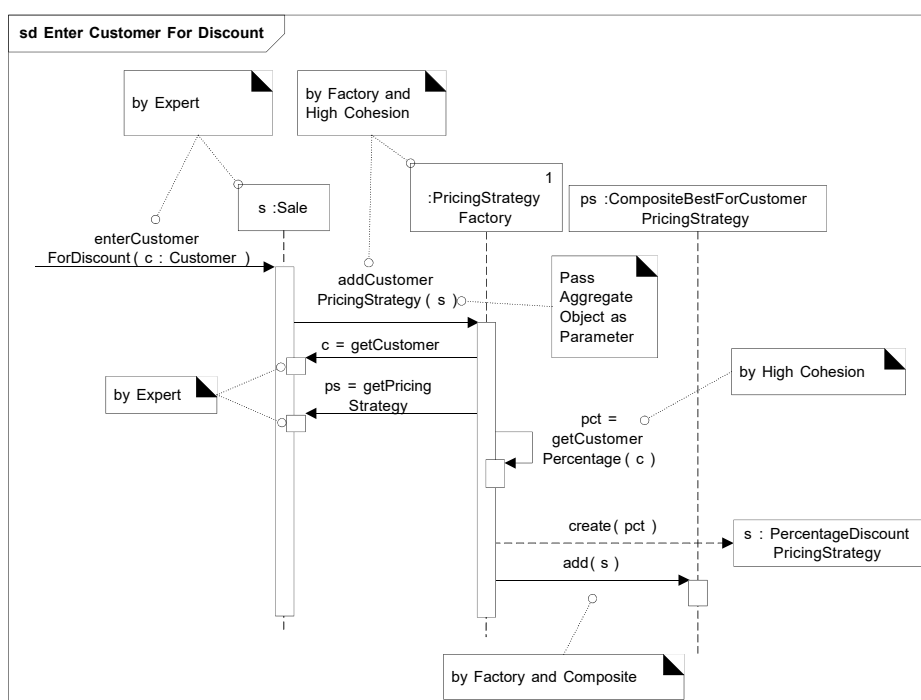 sd Enter Customer For Discount
by Expert
by Factory and
High Cohesion
1
:PricingStrategy
Factory
s :Sale
ps :CompositeBestForCustomer
PricingStrategy
enterCustomer
ForDiscount( c : Customer )
addCustomer
PricingStrategy( s )
Pass
Aggregate
Object as
Parameter
c = getCustomer
by High Cohesion
by Expert
ps = getPricing
Strategy
pct =
getCustomer
Percentage( c )
create( pct )
s : PercentageDiscount
PricingStrategy
add( s )
by Factory and Composite